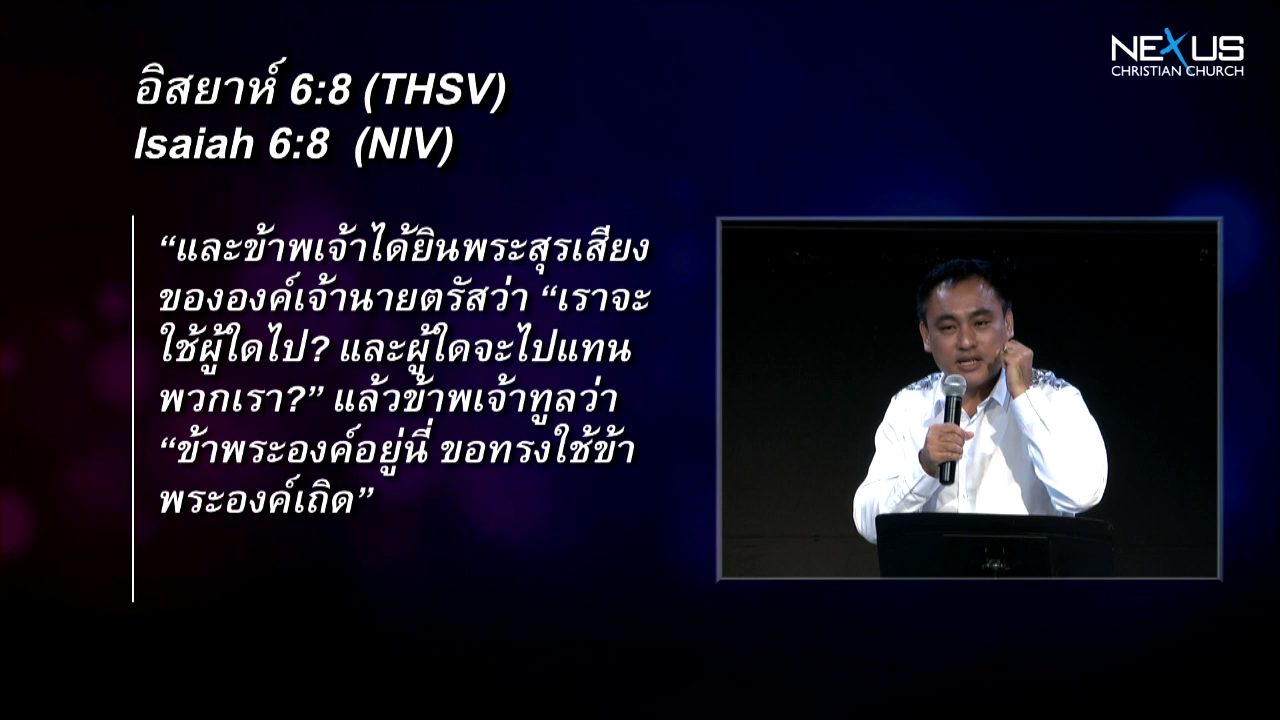 NEXUS
CHRISTIAN CHURCH
อิสยาห์ 6:8 (THSV)
Isaiah 6:8 (NIV)
“และข้าพเจ้าได้ยินพระสุรเสียง
ขององค์เจ้านายตรัสว่า “เราจะ
ใช้ผู้ใดไป? และผู้ใดจะไปแทน
พวกเรา?” แล้วข้าพเจ้าทูลว่า
“ข้าพระองค์อยู่นี่ ขอทรงใช้ข้า
พระองค์เถิด”